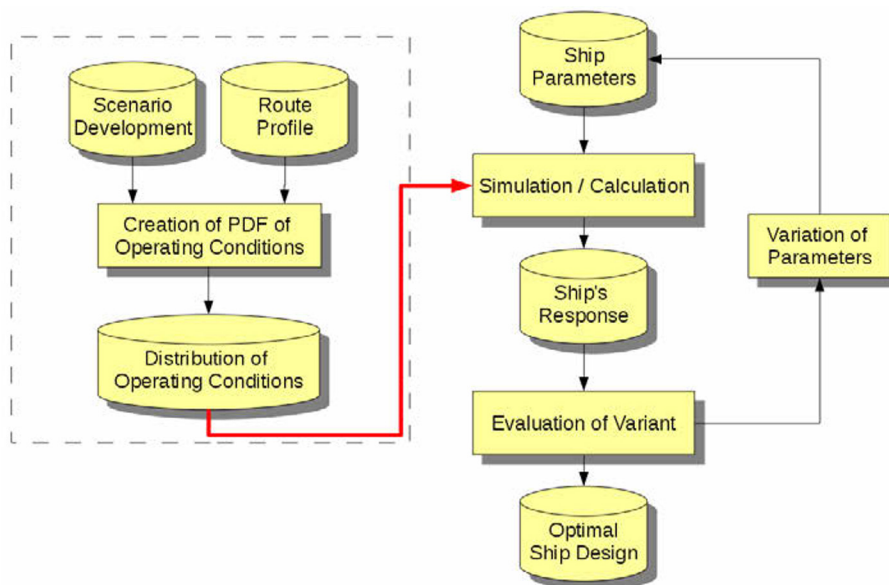 Scenario
Development
Route
Profile
Creation of PDF of
Operating Conditions
Distribution of
Operating Conditions
Ship
Parameters
Simulation / Calculation
Ship's
Response
Evaluation of Variant
Optimal
Ship Design
Variation of
Parameters